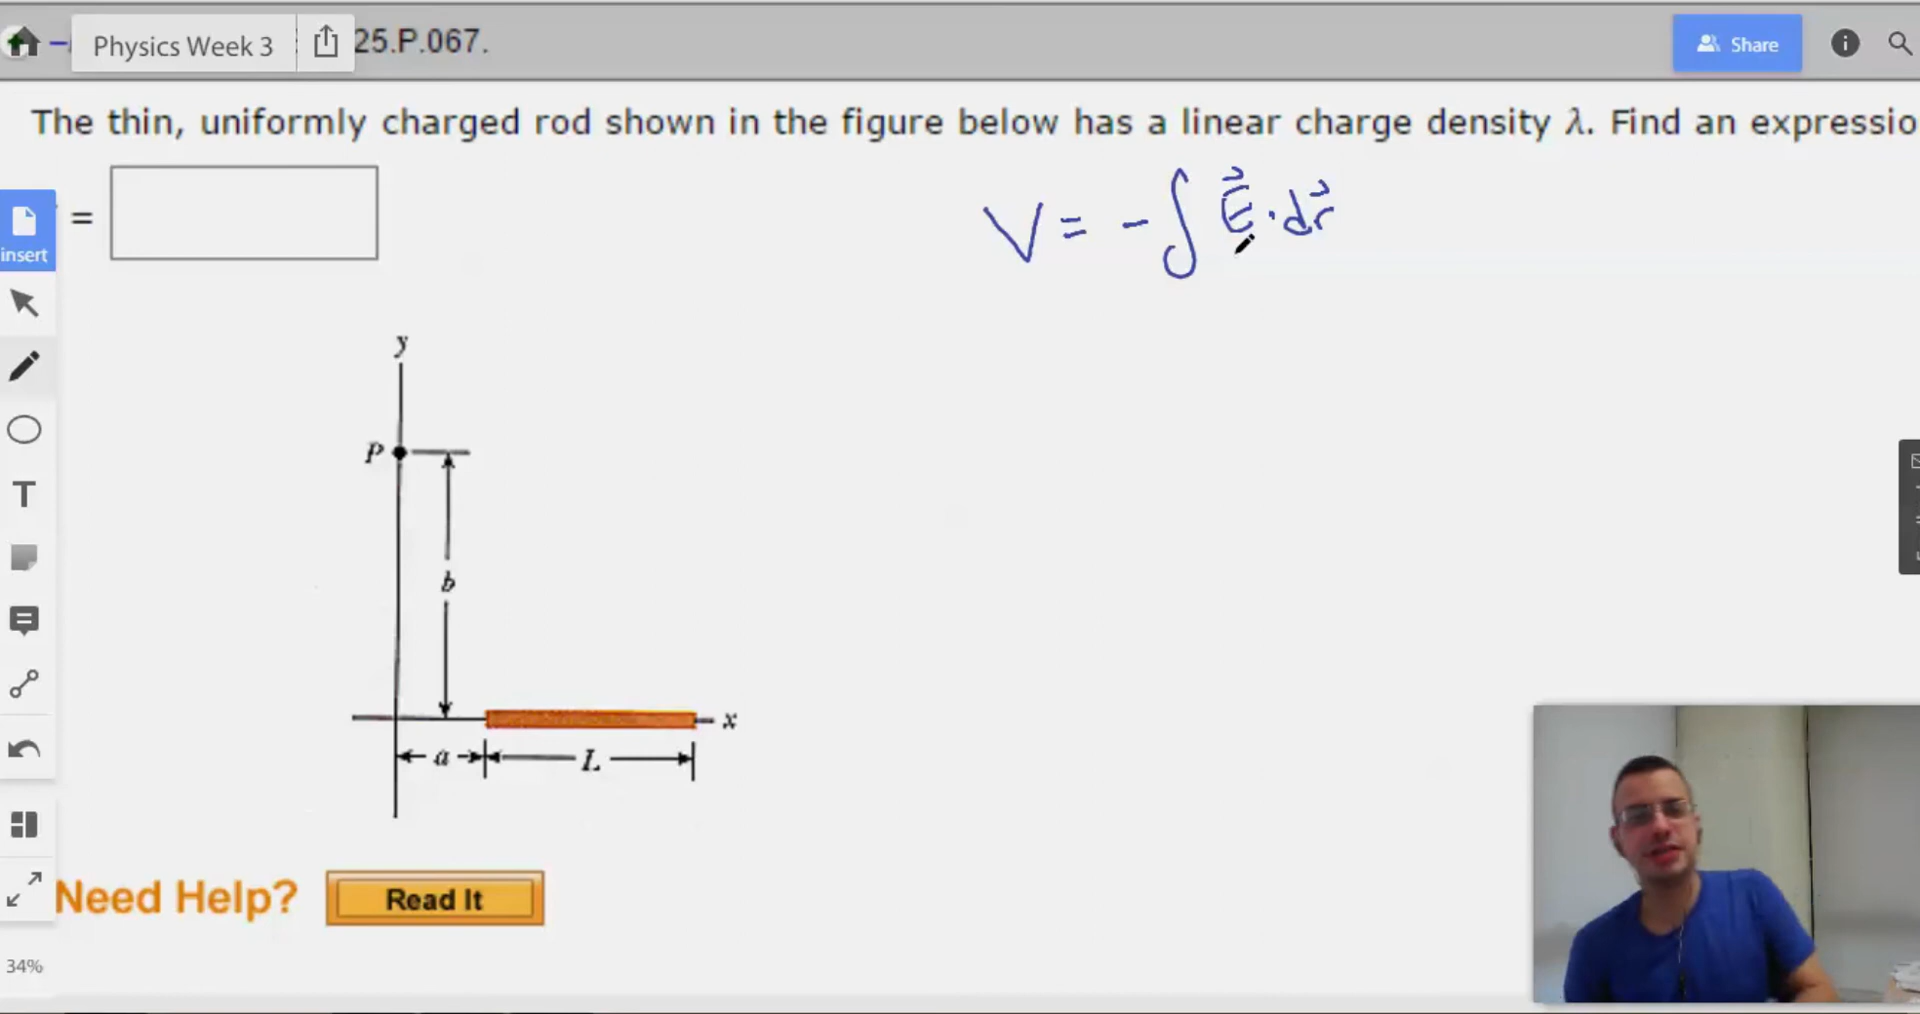 Physics Week 3 25.P.067.
Share
The thin, uniformly charged rod shown in the figure below has a linear charge density λ. Find an expressio
=
V = - ∫ E⃗ · dr⃗
insert
y
P
b
x
a
L
T
Need Help? Read It
34%